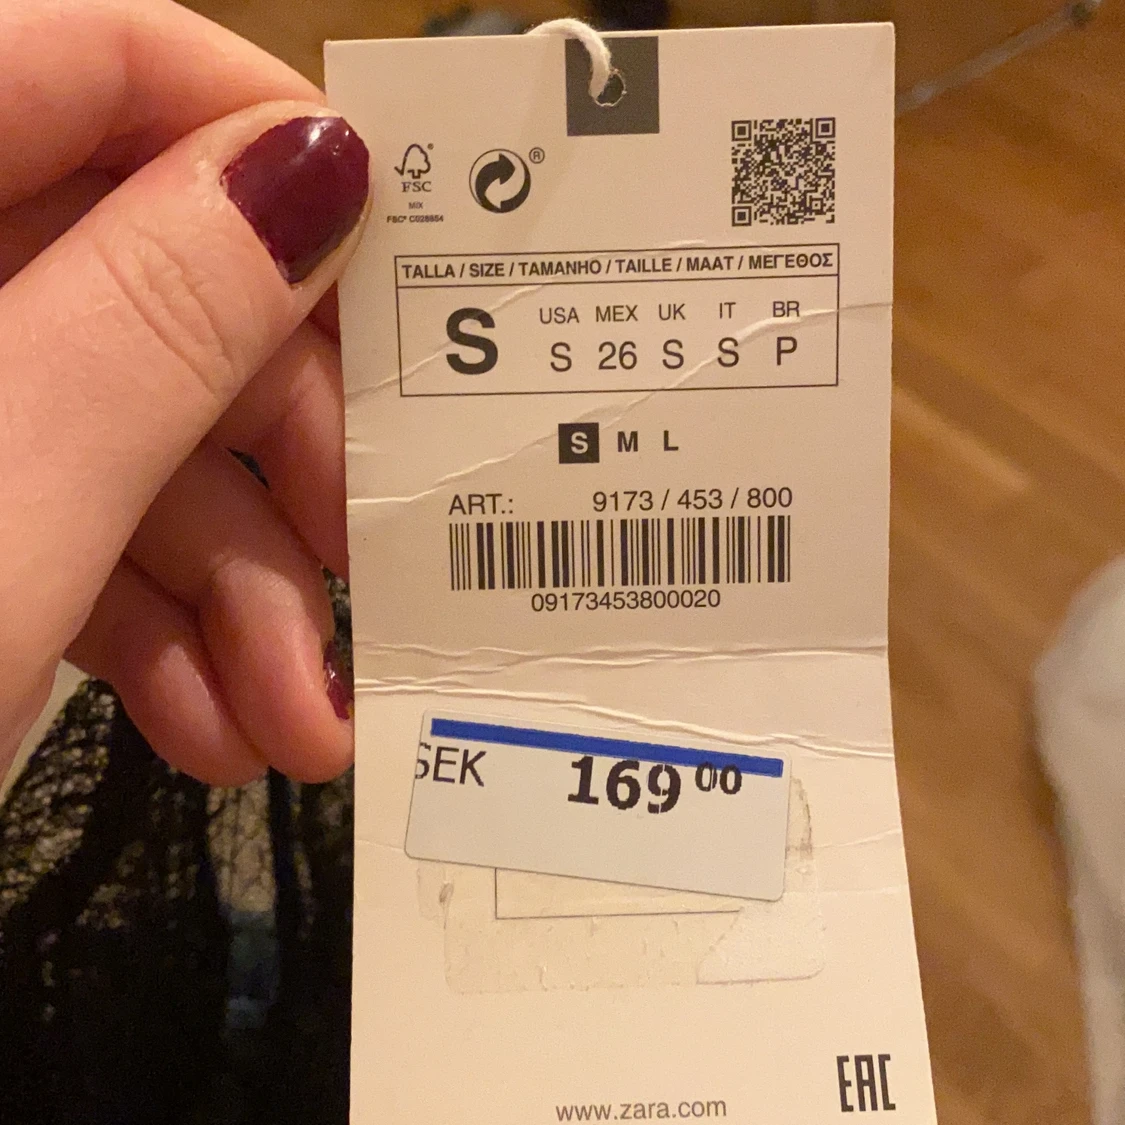 FSC
MIX
FSC® C028654
®
TALLA / SIZE / TAMANHO / TAILLE / MAAT / ΜΕΓΕΘΟΣ
S
USA MEX UK IT BR
S 26 S S P
S M L
ART.: 9173 / 453 / 800
09173453800020
SEK 169 00
EAC
www.zara.com